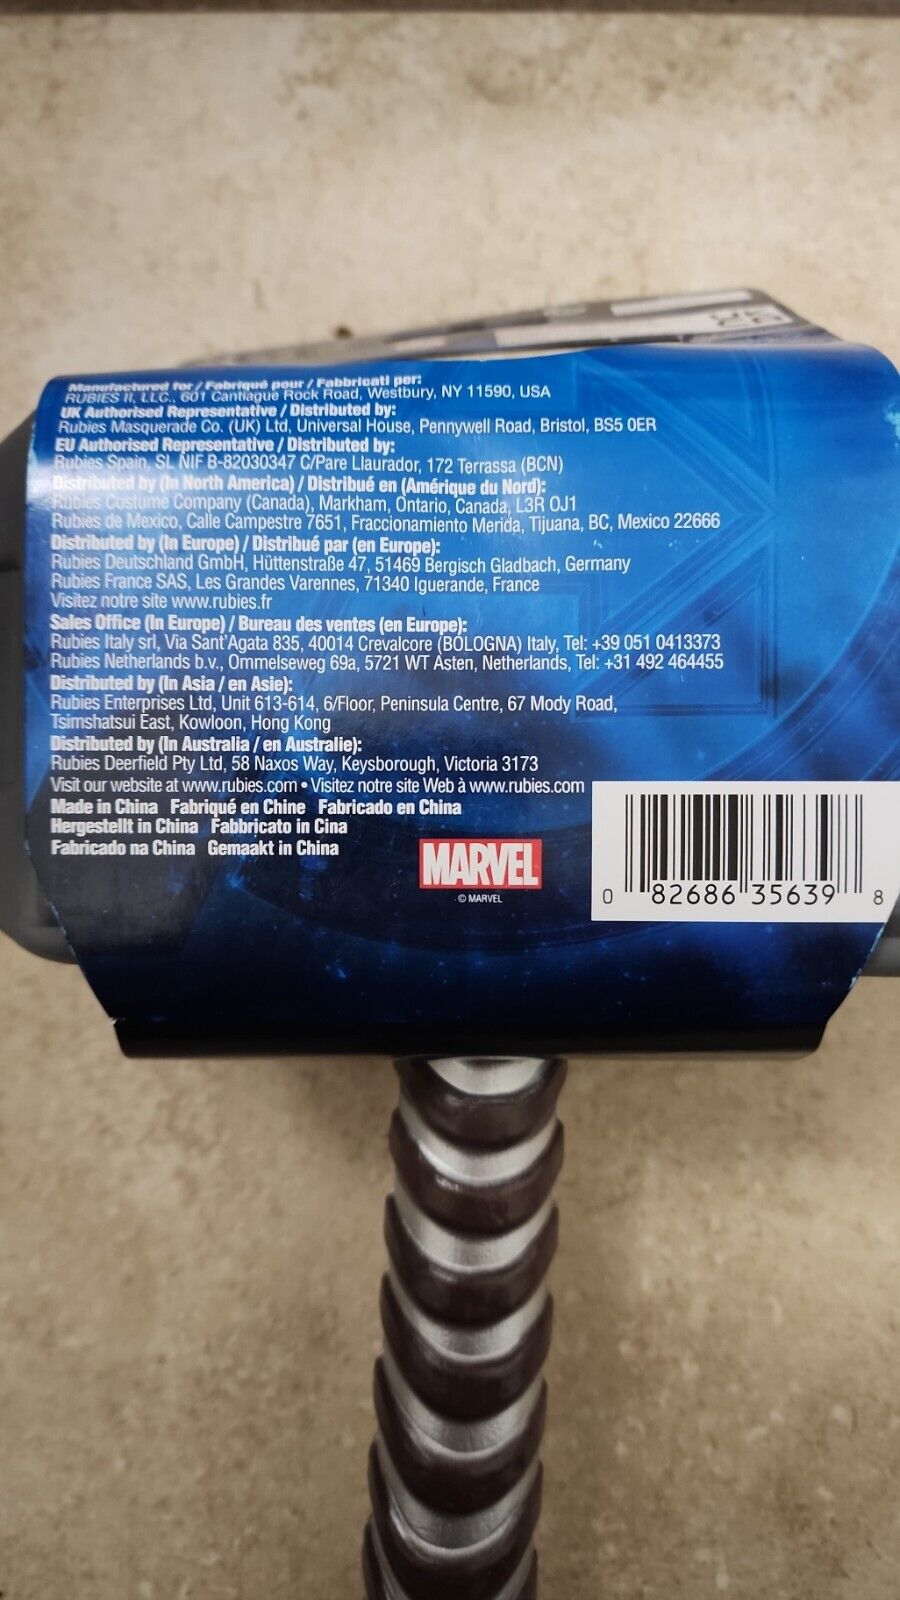 Manufactured for / Fabriqué pour / Fabbricati per:
RUBIES II, LLC., 601 Cantiague Rock Road, Westbury, NY 11590, USA
UK Authorised Representative / Distributed by:
Rubies Masquerade Co. (UK) Ltd, Universal House, Pennywell Road, Bristol, BS5 0ER
EU Authorised Representative / Distributed by:
Rubies Spain, SL NIF B-82030347 C/Pare Llaurador, 172 Terrassa (BCN)
Distributed by (In North America) / Distribué en (Amérique du Nord):
Rubies Costume Company (Canada), Markham, Ontario, Canada, L3R OJ1
Rubies de Mexico, Calle Campestre 7651, Fraccionamiento Merida, Tijuana, BC, Mexico 22666
Distributed by (In Europe) / Distribué par (en Europe):
Rubies Deutschland GmbH, Hüttenstraße 47, 51469 Bergisch Gladbach, Germany
Rubies France SAS, Les Grandes Varennes, 71340 Iguerande, France
Visitez notre site www.rubies.fr
Sales Office (In Europe) / Bureau des ventes (en Europe):
Rubies Italy srl, Via Sant'Agata 835, 40014 Crevalcore (BOLOGNA) Italy, Tel: +39 051 0413373
Rubies Netherlands b.v., Ommelseweg 69a, 5721 WT Asten, Netherlands, Tel: +31 492 464455
Distributed by (In Asia / en Asie):
Rubies Enterprises Ltd, Unit 613-614, 6/Floor, Peninsula Centre, 67 Mody Road,
Tsimshatsui East, Kowloon, Hong Kong
Distributed by (In Australia / en Australie):
Rubies Deerfield Pty Ltd, 58 Naxos Way, Keysborough, Victoria 3173
Visit our website at www.rubies.com • Visitez notre site Web à www.rubies.com
Made in China Fabriqué en Chine Fabricado en China
Hergestellt in China Fabbricato in Cina
Fabricado na China Gemaakt in China
MARVEL
© MARVEL
0 82686 35639 8